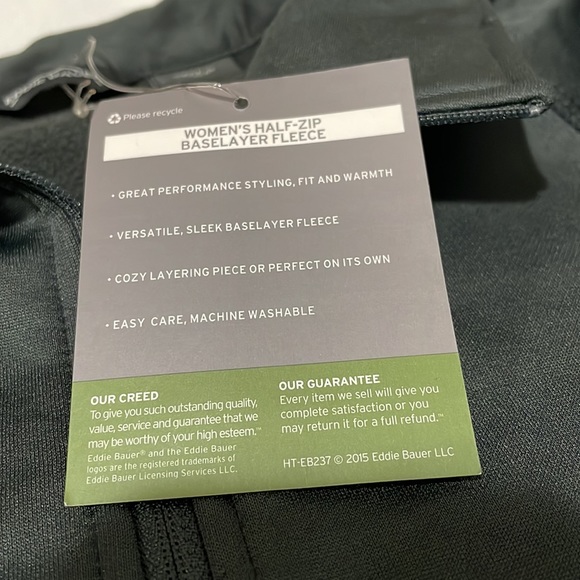 Please recycle
WOMEN'S HALF-ZIP
BASELAYER FLEECE
• GREAT PERFORMANCE STYLING, FIT AND WARMTH
• VERSATILE, SLEEK BASELAYER FLEECE
• COZY LAYERING PIECE OR PERFECT ON ITS OWN
• EASY CARE, MACHINE WASHABLE
OUR CREED
To give you such outstanding quality,
value, service and guarantee that we
may be worthy of your high esteem.™
Eddie Bauer® and the Eddie Bauer
logos are the registered trademarks of
Eddie Bauer Licensing Services LLC.
OUR GUARANTEE
Every item we sell will give you
complete satisfaction or you
may return it for a full refund.™
HT-EB237 © 2015 Eddie Bauer LLC